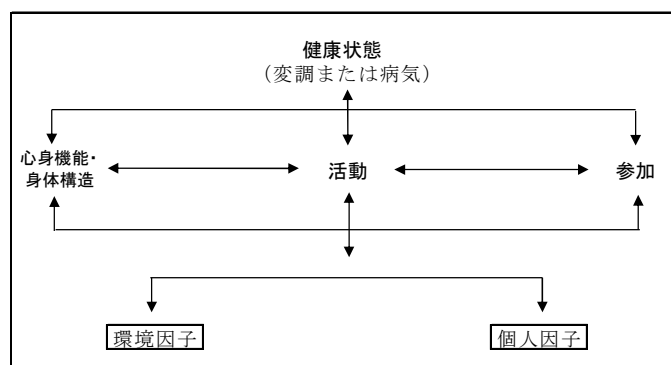 健康状態
(変調または病気)
心身機能・
身体構造
活動
参加
環境因子
個人因子